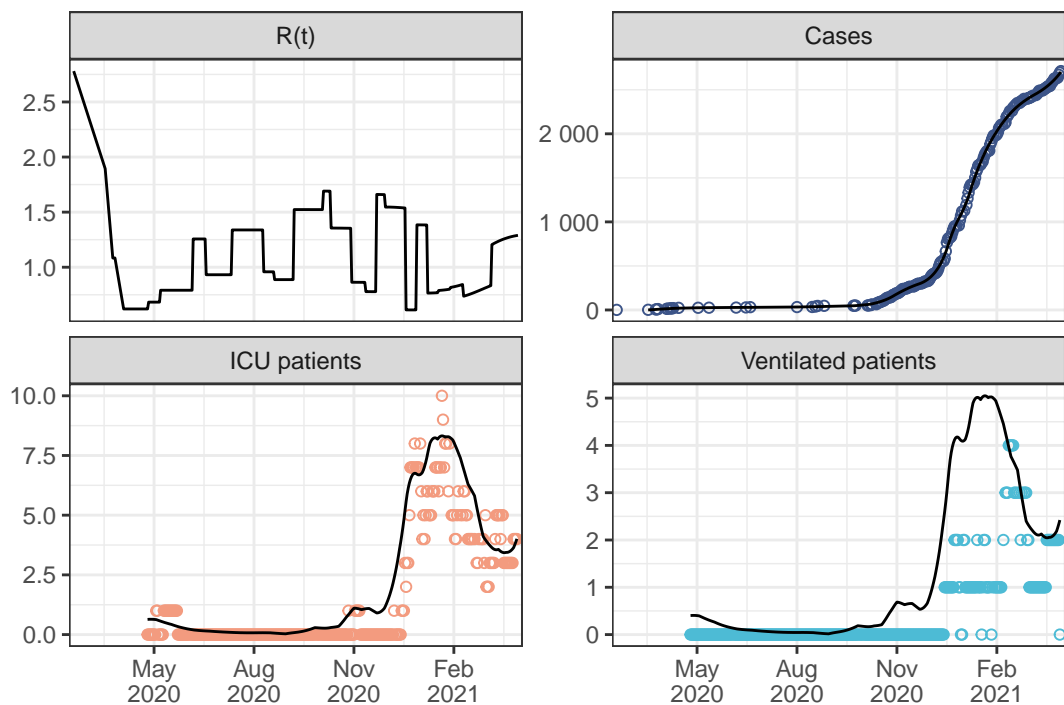 R(t)
Cases
2.5
2.0
1.5
1.0
2 000
1 000
0
ICU patients
Ventilated patients
10.0
7.5
5.0
2.5
0.0
5
4
3
2
1
0
May
2020
Aug
2020
Nov
2020
Feb
2021
May
2020
Aug
2020
Nov
2020
Feb
2021